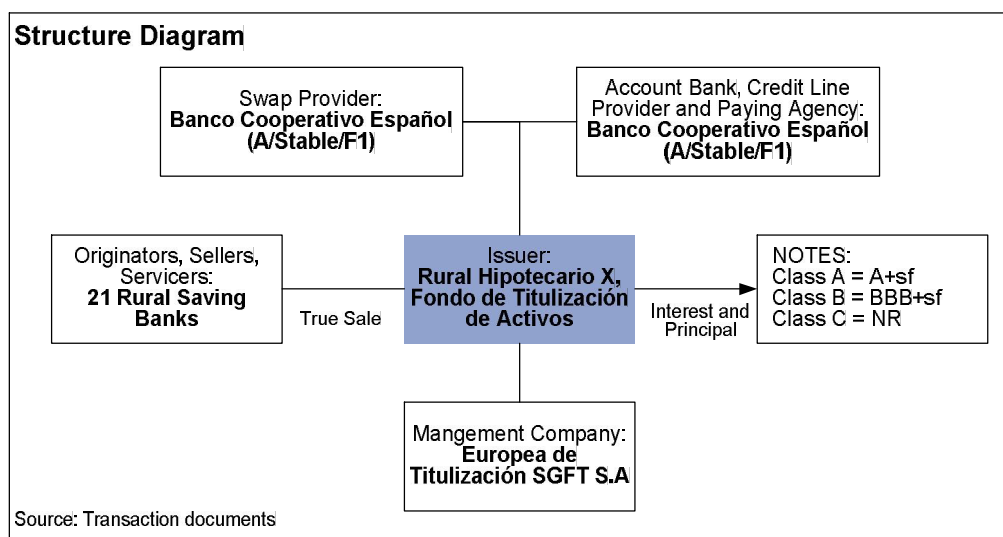 Structure Diagram
Swap Provider:
Banco Cooperativo Español
(A/Stable/F1)
Account Bank, Credit Line
Provider and Paying Agency:
Banco Cooperativo Español
(A/Stable/F1)
Originators, Sellers,
Servicers:
21 Rural Saving
Banks
True Sale
Issuer:
Rural Hipotecario X,
Fondo de Titulización
de Activos
Interest and
Principal
NOTES:
Class A = A+sf
Class B = BBB+sf
Class C = NR
Mangement Company:
Europea de
Titulización SGFT S.A
Source: Transaction documents